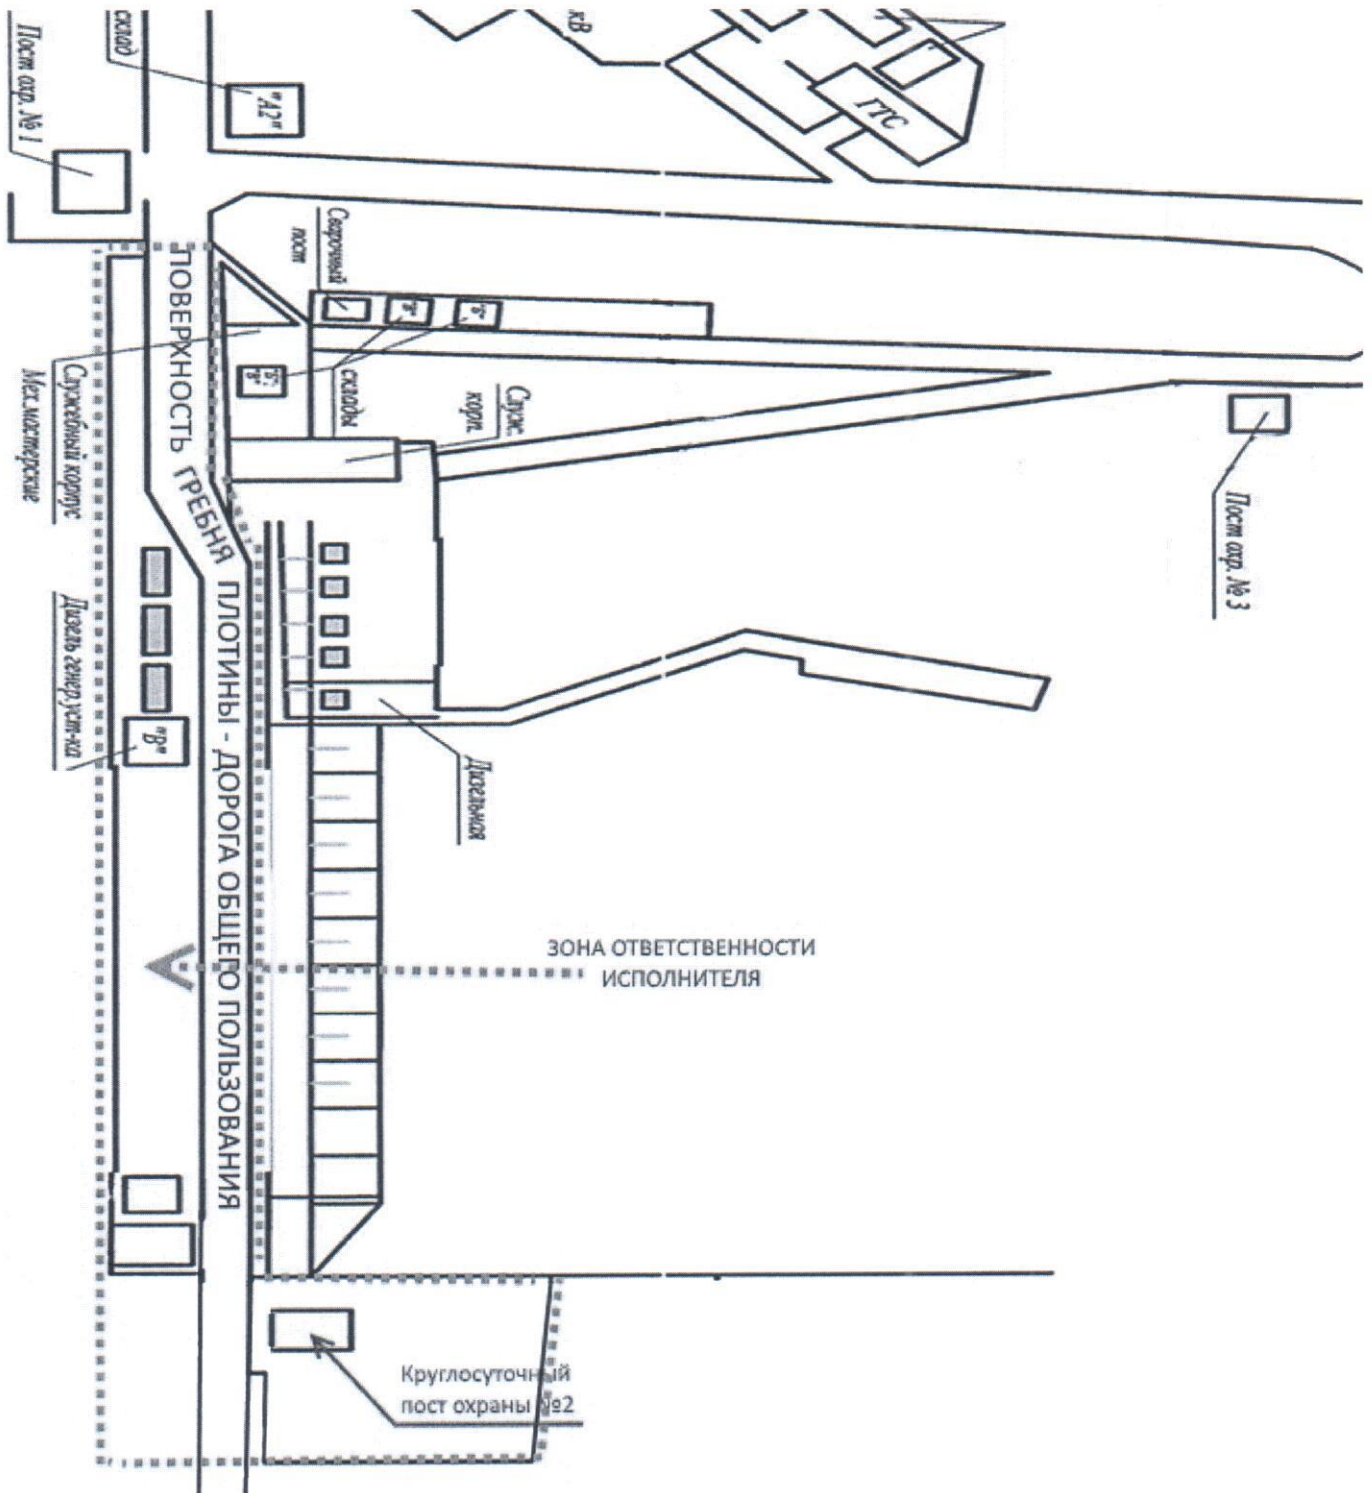 кВ
ГТС
склад
"А2"
Пост охр. № 1
Сварочный
пост
"В"
"Б"
"Б",
"В"
склады
Служ.
корп.
Служебный корпус
Мех.мастерские
Пост охр. № 3
Дизель генер.уст-ка
"В"
Дизельная
ПОВЕРХНОСТЬ ГРЕБНЯ ПЛОТИНЫ - ДОРОГА ОБЩЕГО ПОЛЬЗОВАНИЯ
ЗОНА ОТВЕТСТВЕННОСТИ
ИСПОЛНИТЕЛЯ
Круглосуточный
пост охраны №2